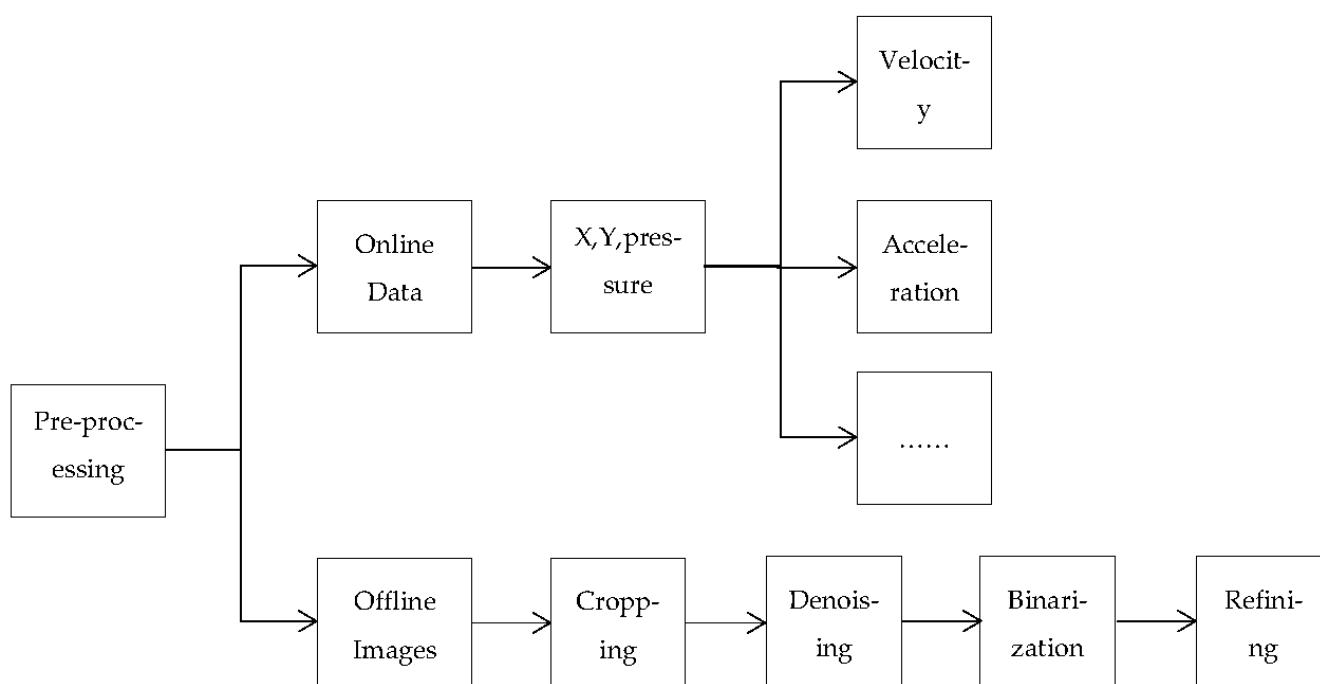 Velocit-
y
Online
Data
X,Y,pres-
sure
Accele-
ration
Pre-proc-
essing
……
Offline
Images
Cropp-
ing
Denois-
ing
Binari-
zation
Refini-
ng